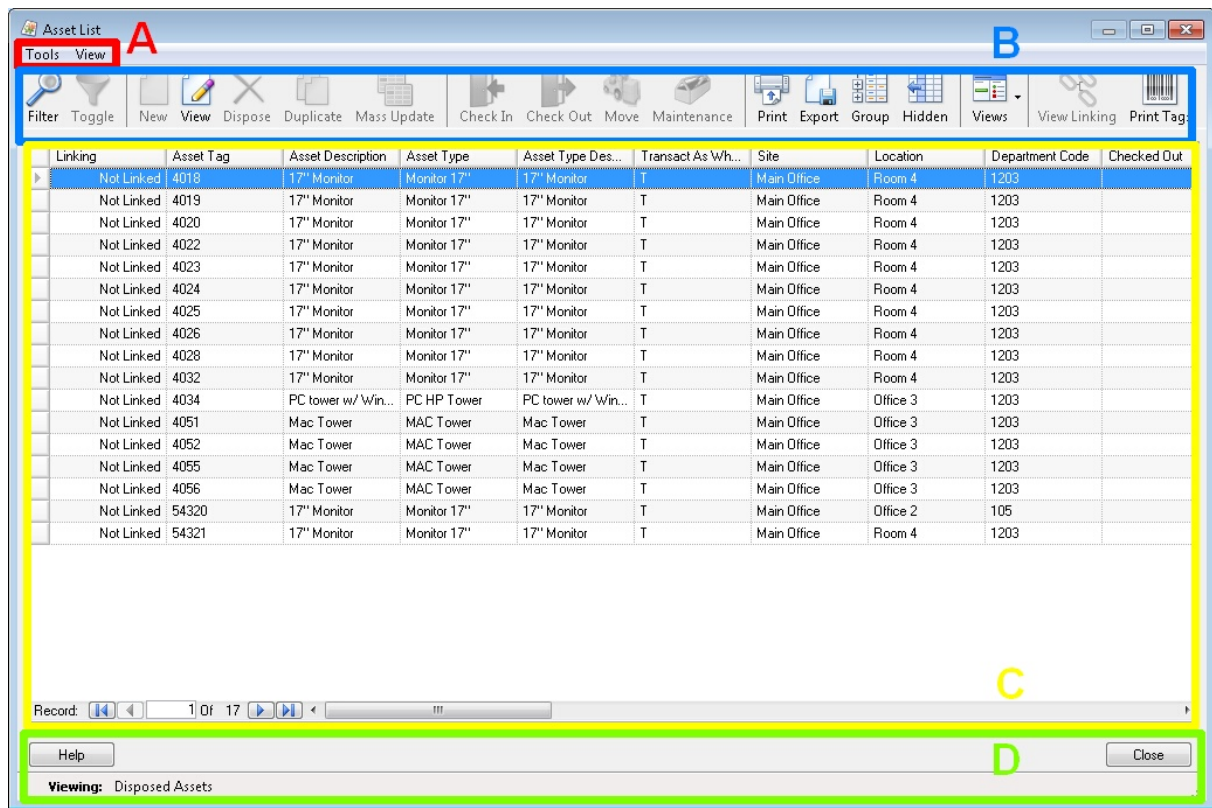 Asset List
A
Tools View
B
Filter Toggle New View Dispose Duplicate Mass Update Check In Check Out Move Maintenance Print Export Group Hidden Views View Linking Print Tag
Linking Asset Tag Asset Description Asset Type Asset Type Des... Transact As Wh... Site Location Department Code Checked Out
Not Linked 4018 17" Monitor Monitor 17" 17" Monitor T Main Office Room 4 1203
Not Linked 4019 17" Monitor Monitor 17" 17" Monitor T Main Office Room 4 1203
Not Linked 4020 17" Monitor Monitor 17" 17" Monitor T Main Office Room 4 1203
Not Linked 4022 17" Monitor Monitor 17" 17" Monitor T Main Office Room 4 1203
Not Linked 4023 17" Monitor Monitor 17" 17" Monitor T Main Office Room 4 1203
Not Linked 4024 17" Monitor Monitor 17" 17" Monitor T Main Office Room 4 1203
Not Linked 4025 17" Monitor Monitor 17" 17" Monitor T Main Office Room 4 1203
Not Linked 4026 17" Monitor Monitor 17" 17" Monitor T Main Office Room 4 1203
Not Linked 4028 17" Monitor Monitor 17" 17" Monitor T Main Office Room 4 1203
Not Linked 4032 17" Monitor Monitor 17" 17" Monitor T Main Office Room 4 1203
Not Linked 4034 PC tower w/ Win... PC HP Tower PC tower w/ Win... T Main Office Office 3 1203
Not Linked 4051 Mac Tower MAC Tower Mac Tower T Main Office Office 3 1203
Not Linked 4052 Mac Tower MAC Tower Mac Tower T Main Office Office 3 1203
Not Linked 4055 Mac Tower MAC Tower Mac Tower T Main Office Office 3 1203
Not Linked 4056 Mac Tower MAC Tower Mac Tower T Main Office Office 3 1203
Not Linked 54320 17" Monitor Monitor 17" 17" Monitor T Main Office Office 2 105
Not Linked 54321 17" Monitor Monitor 17" 17" Monitor T Main Office Room 4 1203
C
Record: 1 Of 17
Help D Close
Viewing: Disposed Assets